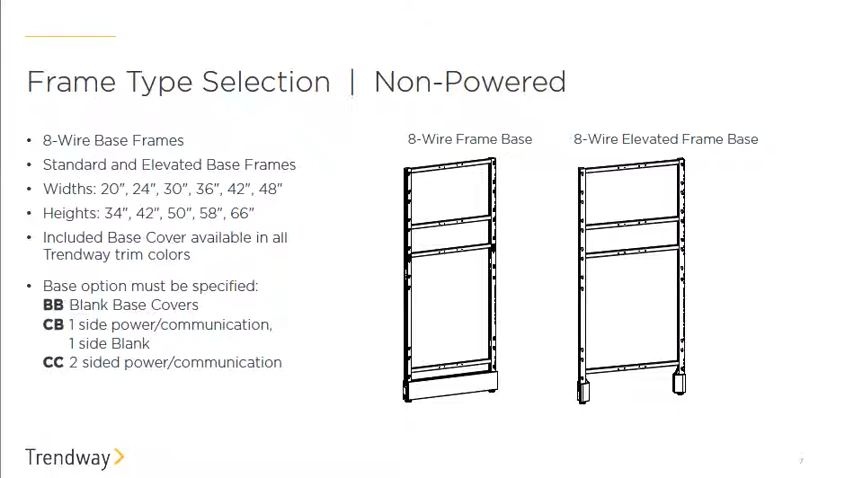 Frame Type Selection | Non-Powered
• 8-Wire Base Frames
• Standard and Elevated Base Frames
• Widths: 20", 24", 30", 36", 42", 48"
• Heights: 34", 42", 50", 58", 66"
• Included Base Cover available in all
Trendway trim colors
• Base option must be specified:
BB Blank Base Covers
CB 1 side power/communication,
1 side Blank
CC 2 sided power/communication
8-Wire Frame Base
8-Wire Elevated Frame Base
Trendway
7